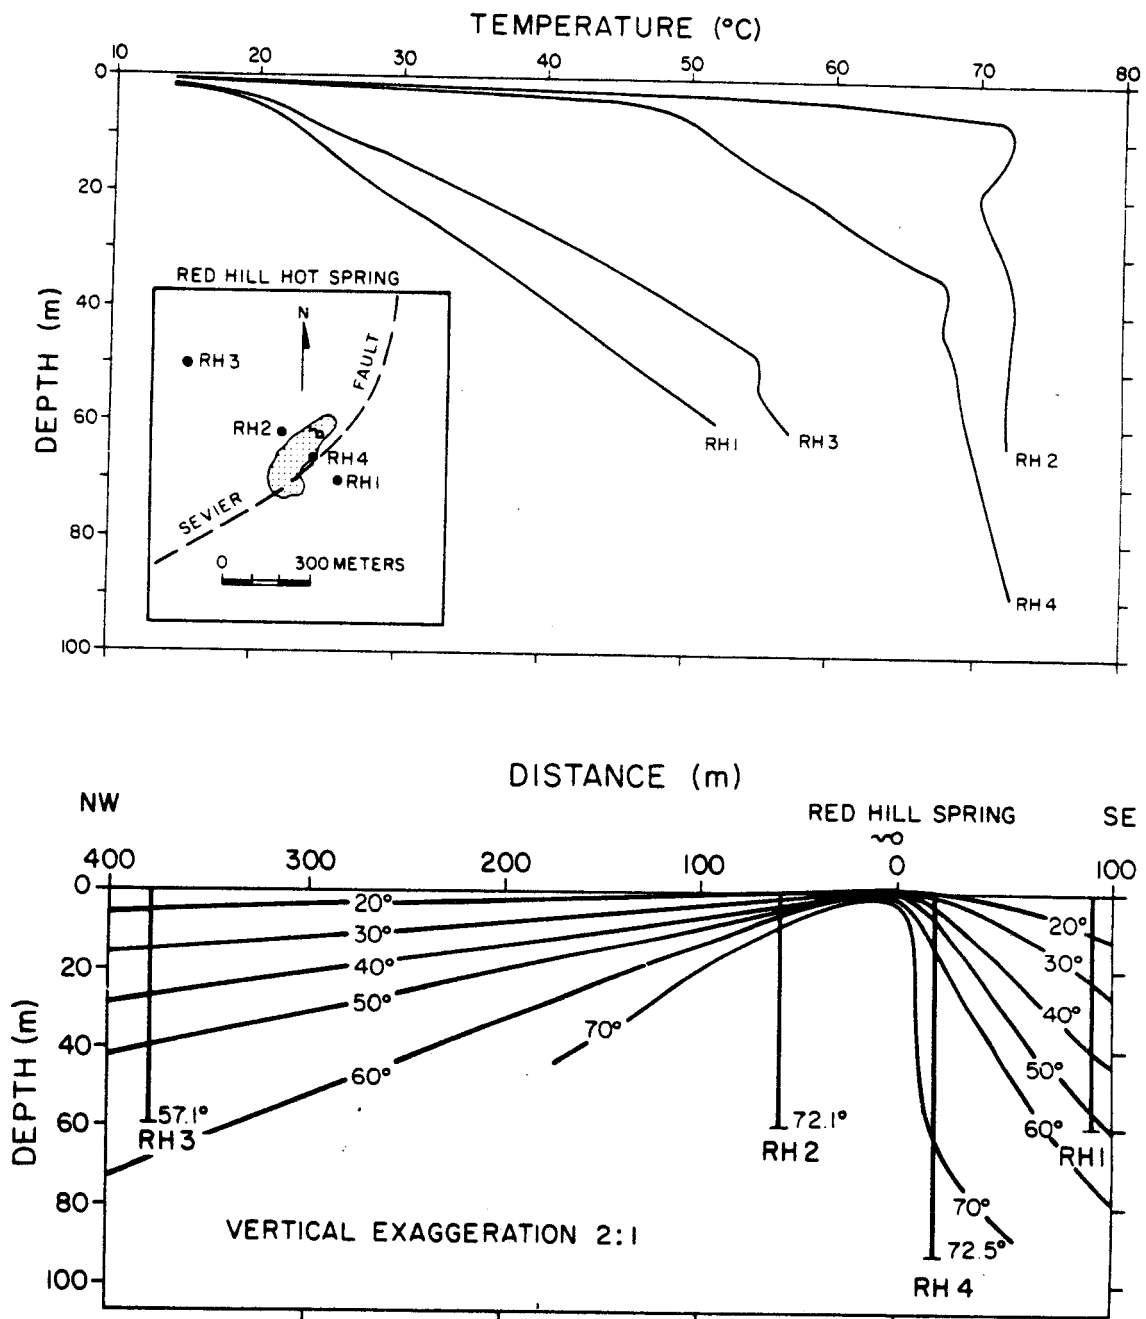 TEMPERATURE (°C)
10 20 30 40 50 60 70 80
0
20
40
60
80
100
DEPTH (m)
RED HILL HOT SPRING
N
RH3
FAULT
RH2
RH4
RH1
SEVIER
0 300 METERS
RH1
RH3
RH2
RH4
DISTANCE (m)
NW
RED HILL SPRING
SE
400 300 200 100 0 100
0
20
40
60
80
100
DEPTH (m)
20°
30°
40°
50°
60°
70°
20°
30°
40°
50°
60°
70°
57.1°
RH3
72.1°
RH2
RH1
72.5°
RH4
VERTICAL EXAGGERATION 2:1